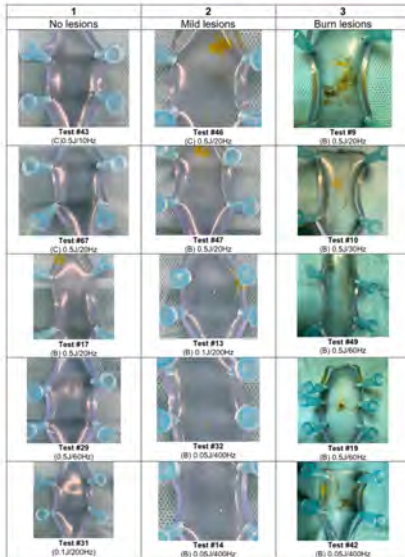 1 2 3
No lesions Mild lesions Burn lesions
Test #43 Test #46 Test #9
(C)0.5J/10Hz (C) 0.5J/20Hz (B) 0.5J/20Hz
Test #67 Test #47 Test #10
(C) 0.5J/20Hz (B) 0.5J/20Hz (B) 0.5J/30Hz
Test #17 Test #13 Test #49
(B) 0.5J/20Hz (B) 0.1J/200Hz (B) 0.5J/60Hz
Test #29 Test #32 Test #19
(0.5J/60Hz) (B) 0.05J/400Hz (B) 0.5J/60Hz
Test #31 Test #14 Test #42
(0.1J/200Hz) (B) 0.05J/400Hz (B) 0.05J/400Hz